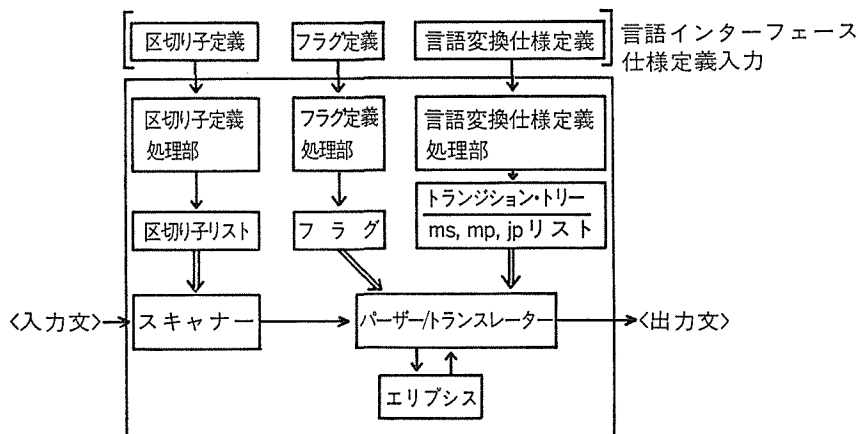 区切り子定義
フラグ定義
言語変換仕様定義
言語インターフェース
仕様定義入力
区切り子定義
処理部
フラグ定義
処理部
言語変換仕様定義
処理部
区切り子リスト
フラグ
トランジション・トリー
ms, mp, jpリスト
〈入力文〉
スキャナー
パーザー/トランスレーター
〈出力文〉
エリプシス